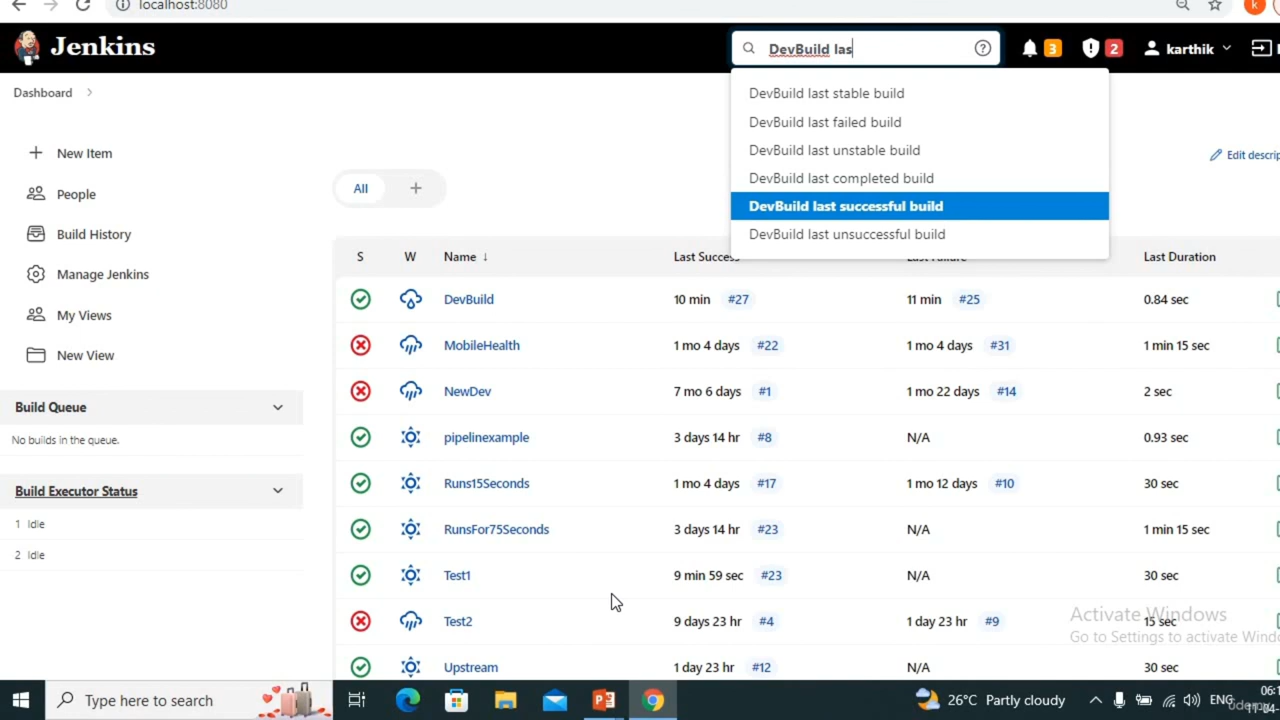 localhost:8080
k
Jenkins
DevBuild las
3
2
karthik
Dashboard
DevBuild last stable build
DevBuild last failed build
DevBuild last unstable build
DevBuild last completed build
DevBuild last successful build
DevBuild last unsuccessful build
New Item
People
Build History
Manage Jenkins
My Views
New View
Build Queue
No builds in the queue.
Build Executor Status
1 Idle
2 Idle
Edit descrip
All +
S W Name ↓ Last Success Last Failure Last Duration
DevBuild 10 min #27 11 min #25 0.84 sec
MobileHealth 1 mo 4 days #22 1 mo 4 days #31 1 min 15 sec
NewDev 7 mo 6 days #1 1 mo 22 days #14 2 sec
pipelinexample 3 days 14 hr #8 N/A 0.93 sec
Runs15Seconds 1 mo 4 days #17 1 mo 12 days #10 30 sec
RunsFor75Seconds 3 days 14 hr #23 N/A 1 min 15 sec
Test1 9 min 59 sec #23 N/A 30 sec
Test2 9 days 23 hr #4 1 day 23 hr #9 15 sec
Upstream 1 day 23 hr #12 N/A 30 sec
Activate Windows
Go to Settings to activate Wind
Type here to search
26°C Partly cloudy
ENG